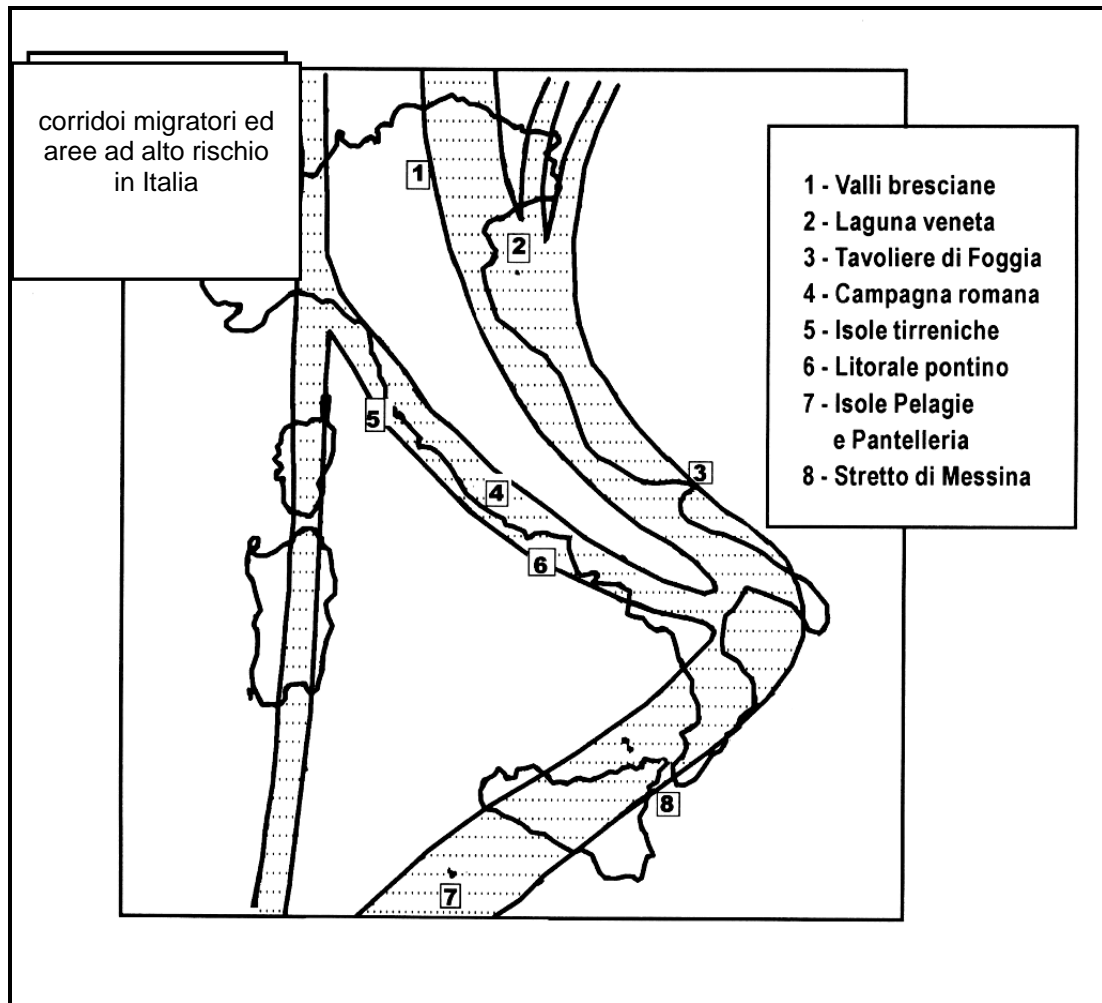 corridoi migratori ed
aree ad alto rischio
in Italia
1 - Valli bresciane
2 - Laguna veneta
3 - Tavoliere di Foggia
4 - Campagna romana
5 - Isole tirreniche
6 - Litorale pontino
7 - Isole Pelagie
e Pantelleria
8 - Stretto di Messina
1
2
3
5
4
6
8
7